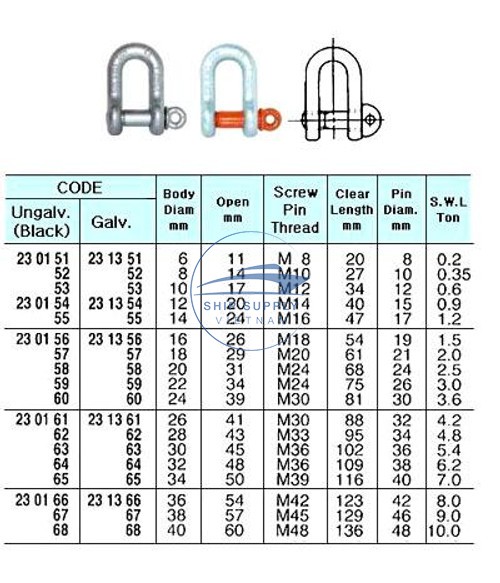 CODE Body Diam mm Open mm Screw Pin Thread Clear Length mm Pin Diam. mm S.W.L Ton
Ungalv. (Black) Galv.
23 01 51 23 13 51 6 11 M 8 20 8 0.2
52 52 8 14 M10 27 10 0.35
53 53 10 17 M12 34 12 0.6
23 01 54 23 13 54 12 20 M14 40 15 0.9
55 55 14 24 M16 47 17 1.2
SHIP SUPPLY
VIETNAM
23 01 56 23 13 56 16 26 M18 54 19 1.5
57 57 18 29 M20 61 21 2.0
58 58 20 31 M24 68 24 2.5
59 59 22 34 M24 75 26 3.0
60 60 24 39 M30 81 30 3.6
23 01 61 23 13 61 26 41 M30 88 32 4.2
62 62 28 43 M33 95 34 4.8
63 63 30 45 M36 102 36 5.4
64 64 32 48 M36 109 38 6.2
65 65 34 50 M39 116 40 7.0
23 01 66 23 13 66 36 54 M42 123 42 8.0
67 67 38 57 M45 129 46 9.0
68 68 40 60 M48 136 48 10.0